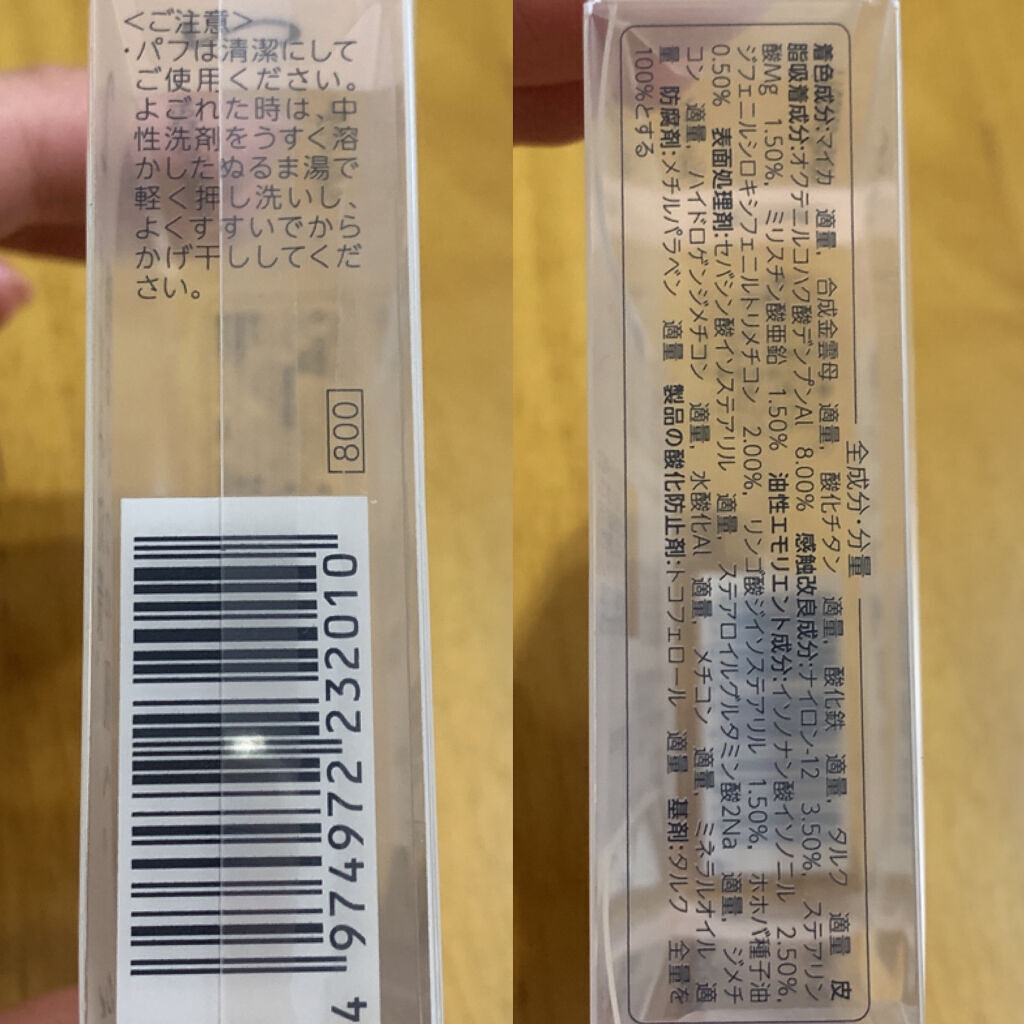 <ご注意>
・パフは清潔にして
ご使用ください。
よごれた時は、中
性洗剤をうすく溶
かしたぬるま湯で
軽く押し洗いし、
よくすすいでから
かげ干ししてくだ
さい。
800
4 974972 232010
全成分・分量
着色成分:マイカ 適量, 合成金雲母 適量, 酸化チタン 適量, 酸化鉄 適量, タルク 適量 皮
脂吸着成分:オクテニルコハク酸デンプンAl 8.00% 感触改良成分:ナイロン-12 3.50%, ステアリン
酸Mg 1.50%, ミリスチン酸亜鉛 1.50% 油性エモリエント成分:イソノナン酸イソノニル 2.50%,
ジフェニルシロキシフェニルトリメチコン 2.00%, リンゴ酸ジイソステアリル 1.50%, ホホバ種子油
0.50% 表面処理剤:セバシン酸イソステアリル 適量, ステアロイルグルタミン酸2Na 適量, ジメチ
コン 適量, ハイドロゲンジメチコン 適量, 水酸化Al 適量, メチコン 適量, ミネラルオイル 適
量 防腐剤:メチルパラベン 適量 製品の酸化防止剤:トコフェロール 適量 基剤:タルク 全量を
100%とする